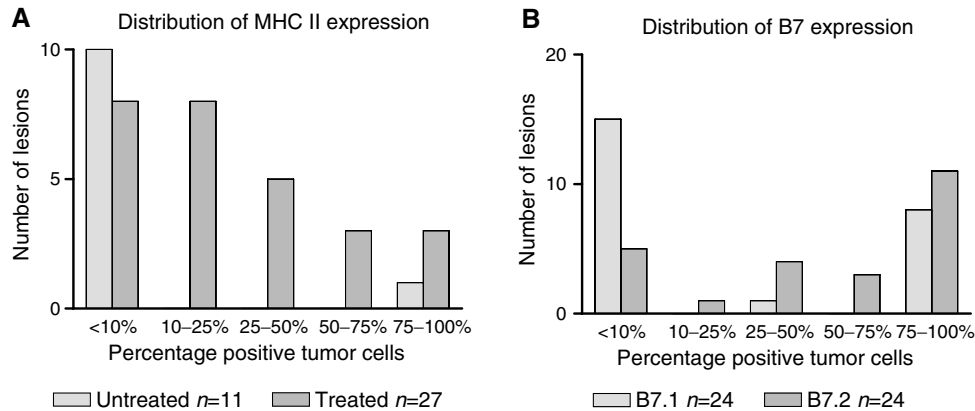 A
Distribution of MHC II expression
Number of lesions
10
5
0
<10% 10–25% 25–50% 50–75% 75–100%
Percentage positive tumor cells
Untreated n=11 Treated n=27
B
Distribution of B7 expression
Number of lesions
20
10
0
<10% 10–25% 25–50% 50–75% 75–100%
Percentage positive tumor cells
B7.1 n=24 B7.2 n=24